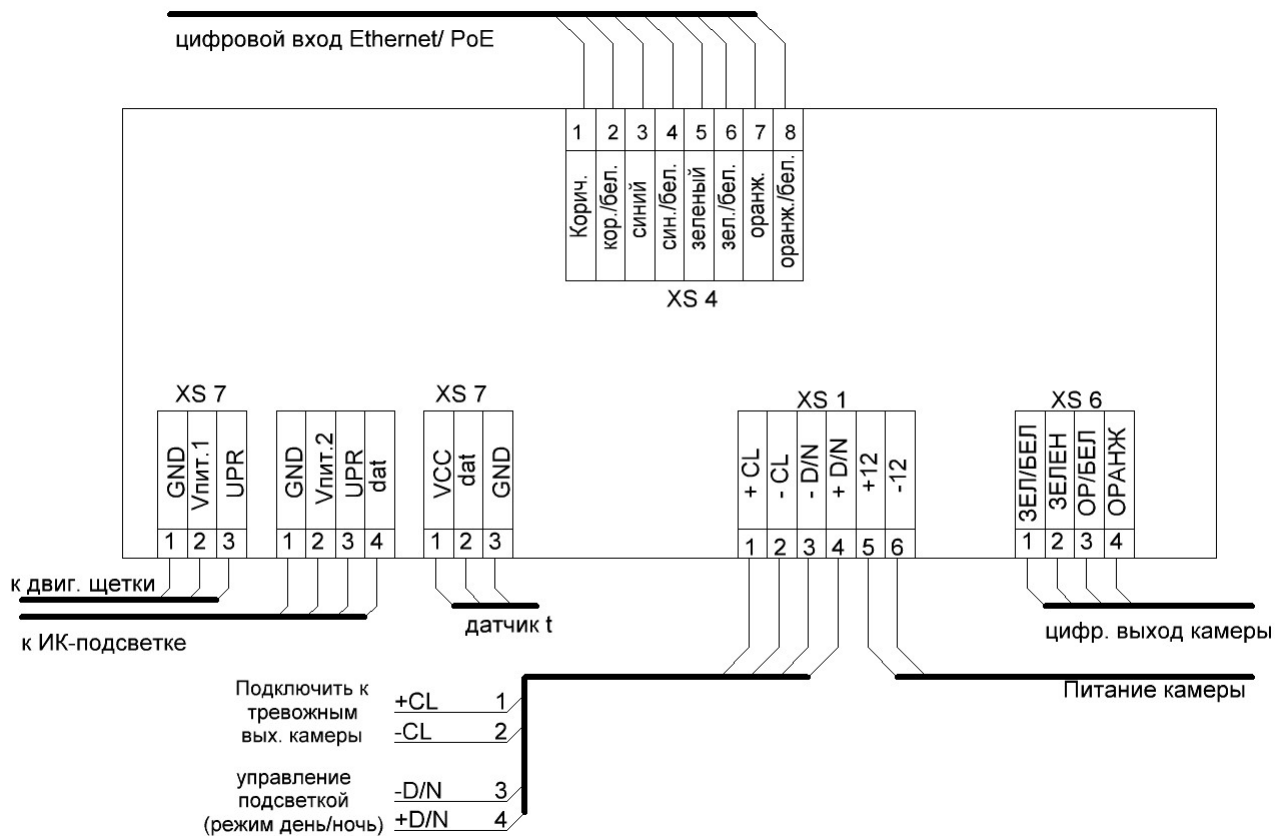 цифровой вход Ethernet/ PoE
1 2 3 4 5 6 7 8
Корич.
кор./бел.
синий
син./бел.
зеленый
зел./бел.
оранж.
оранж./бел.
XS 4
XS 7
GND
Vпит.1
UPR
1 2 3
GND
Vпит.2
UPR
dat
1 2 3 4
XS 7
VCC
dat
GND
1 2 3
XS 1
+ CL
- CL
- D/N
+ D/N
+12
-12
1 2 3 4 5 6
XS 6
ЗЕЛ/БЕЛ
ЗЕЛЕН
ОР/БЕЛ
ОРАНЖ
1 2 3 4
к двиг. щетки
к ИК-подсветке
датчик t
цифр. выход камеры
Питание камеры
Подключить к
тревожным
вых. камеры
+CL 1
-CL 2
управление
подсветкой
(режим день/ночь)
-D/N 3
+D/N 4